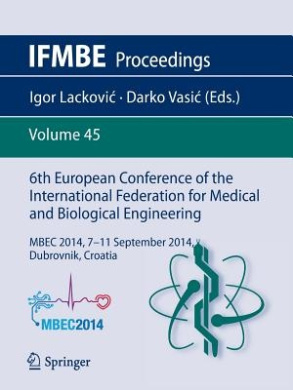 IFMBE Proceedings
Igor Lacković · Darko Vasić (Eds.)
Volume 45
6th European Conference of the
International Federation for Medical
and Biological Engineering
MBEC 2014, 7–11 September 2014,
Dubrovnik, Croatia
MBEC2014
Springer